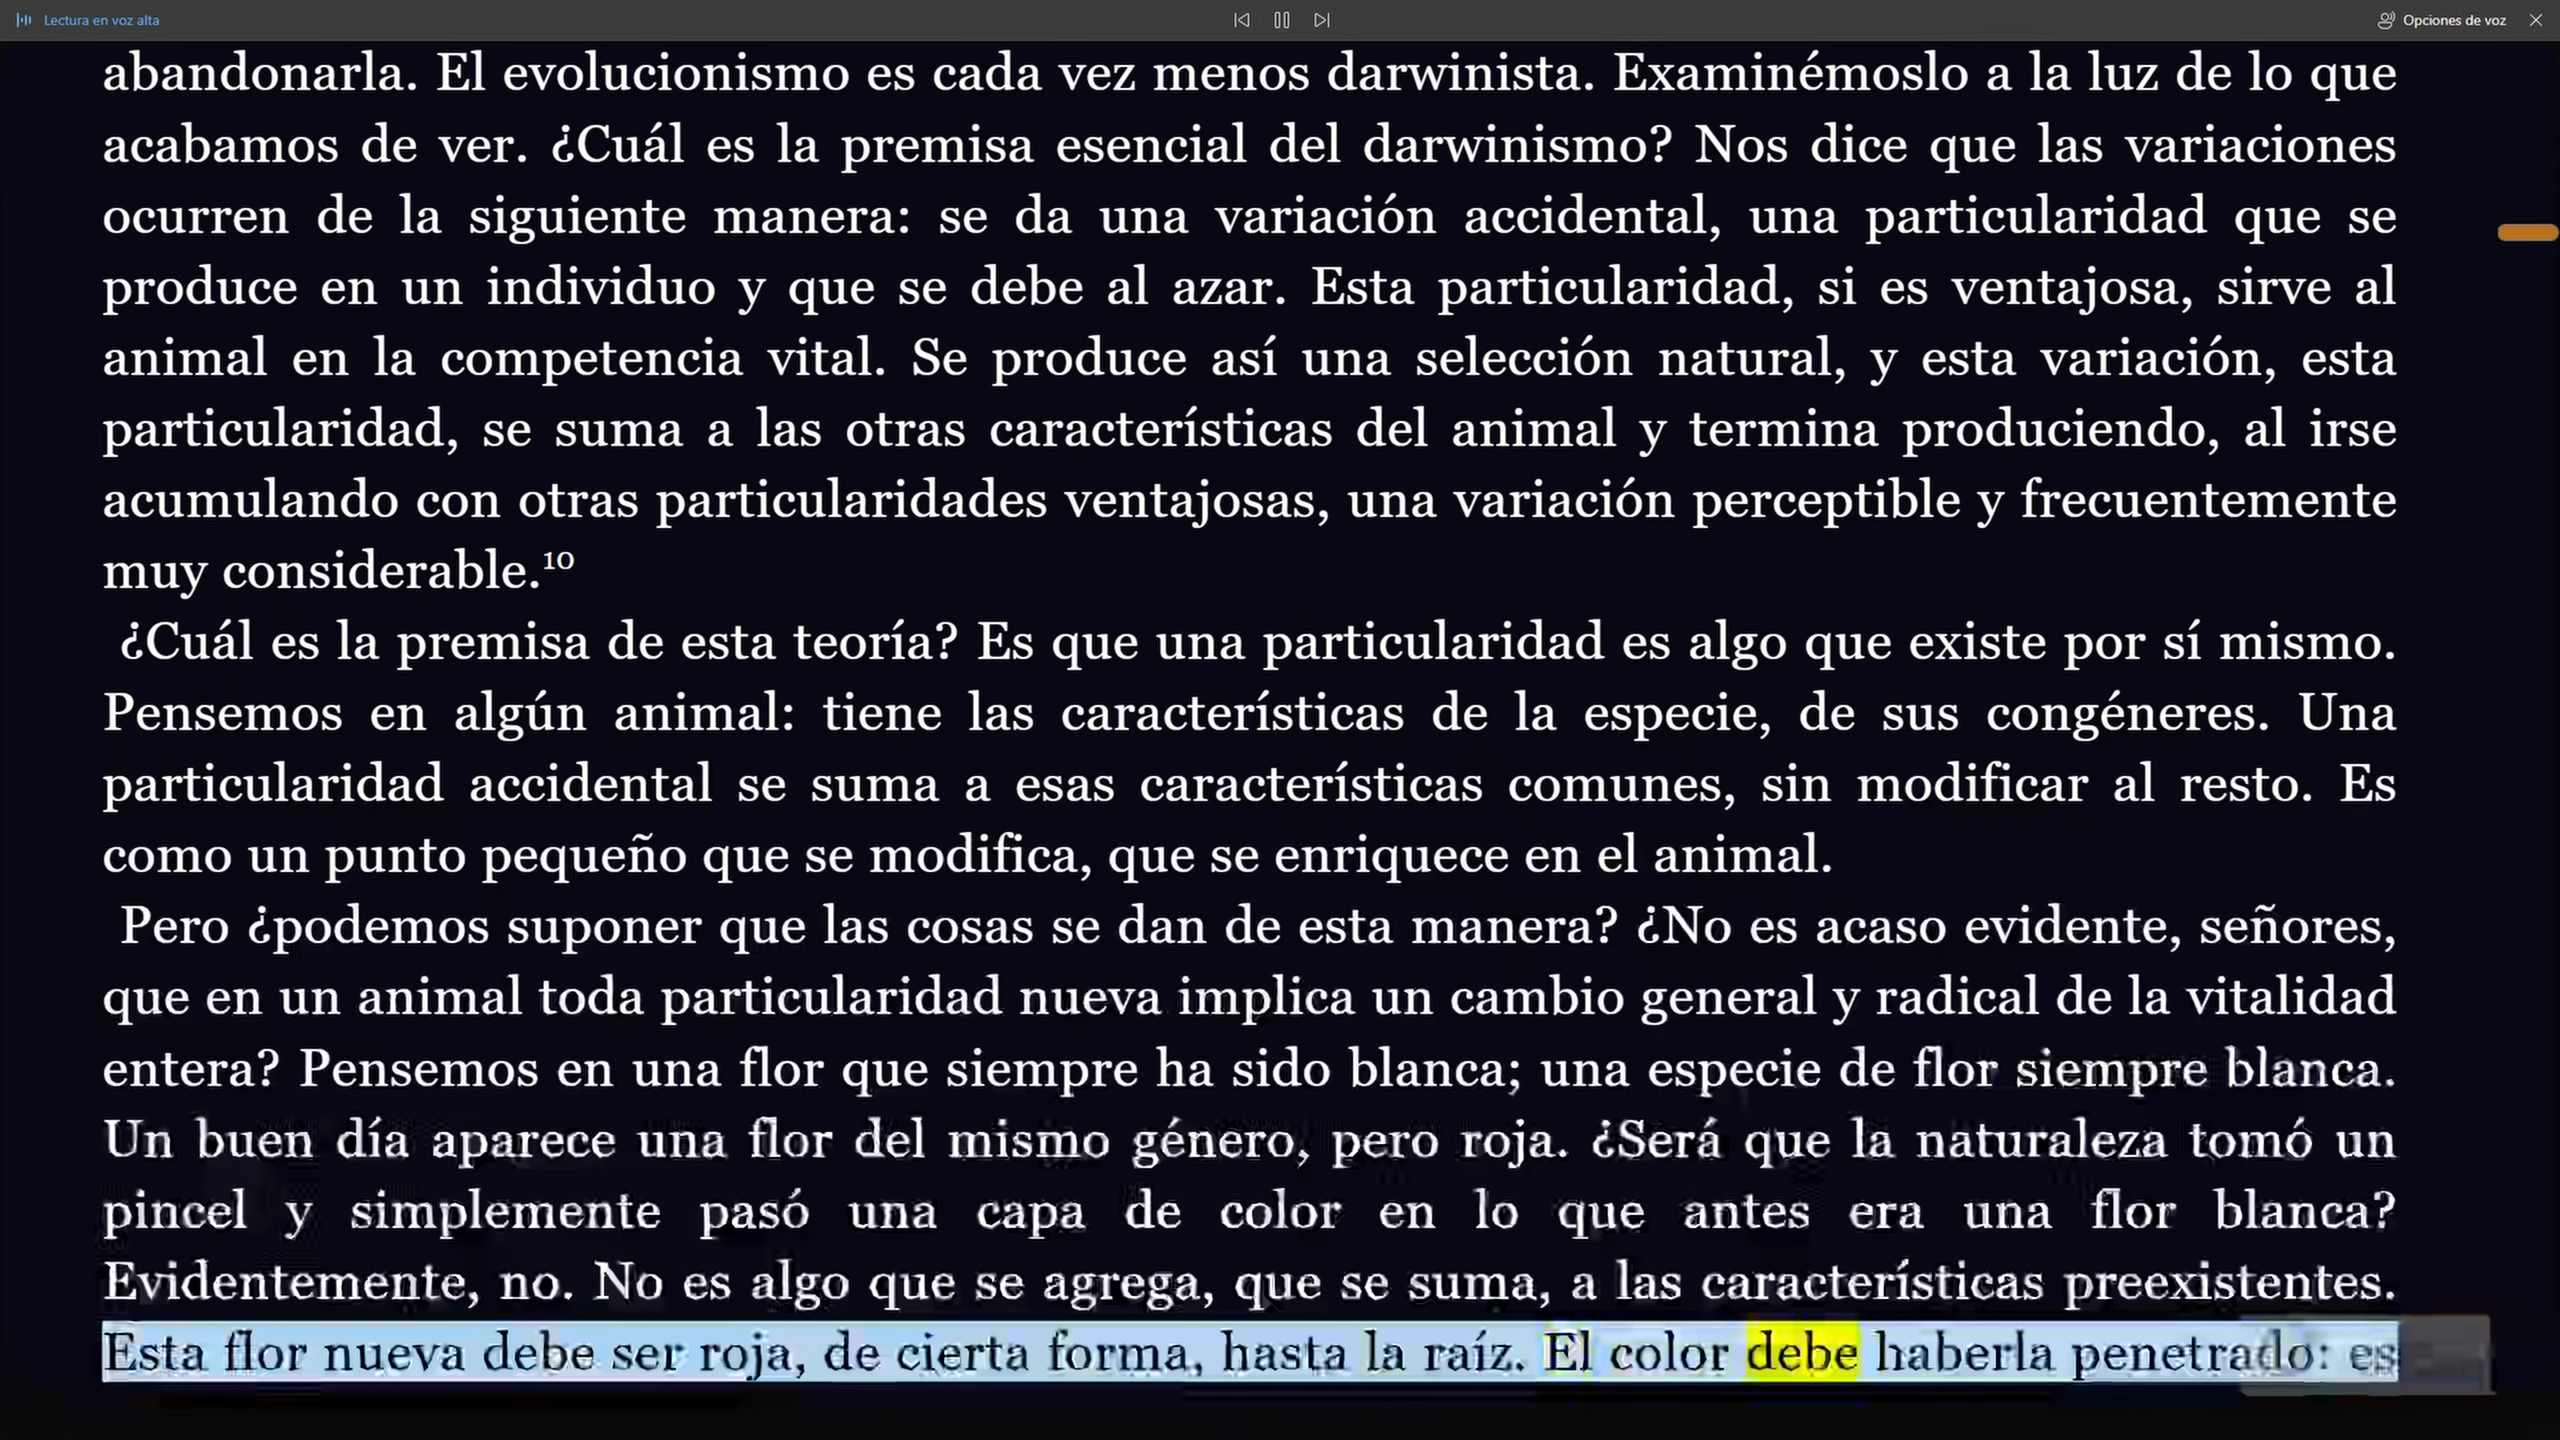 Lectura en voz alta
Opciones de voz
abandonarla. El evolucionismo es cada vez menos darwinista. Examinémoslo a la luz de lo que
acabamos de ver. ¿Cuál es la premisa esencial del darwinismo? Nos dice que las variaciones
ocurren de la siguiente manera: se da una variación accidental, una particularidad que se
produce en un individuo y que se debe al azar. Esta particularidad, si es ventajosa, sirve al
animal en la competencia vital. Se produce así una selección natural, y esta variación, esta
particularidad, se suma a las otras características del animal y termina produciendo, al irse
acumulando con otras particularidades ventajosas, una variación perceptible y frecuentemente
muy considerable.¹⁰
¿Cuál es la premisa de esta teoría? Es que una particularidad es algo que existe por sí mismo.
Pensemos en algún animal: tiene las características de la especie, de sus congéneres. Una
particularidad accidental se suma a esas características comunes, sin modificar al resto. Es
como un punto pequeño que se modifica, que se enriquece en el animal.
Pero ¿podemos suponer que las cosas se dan de esta manera? ¿No es acaso evidente, señores,
que en un animal toda particularidad nueva implica un cambio general y radical de la vitalidad
entera? Pensemos en una flor que siempre ha sido blanca; una especie de flor siempre blanca.
Un buen día aparece una flor del mismo género, pero roja. ¿Será que la naturaleza tomó un
pincel y simplemente pasó una capa de color en lo que antes era una flor blanca?
Evidentemente, no. No es algo que se agrega, que se suma, a las características preexistentes.
Esta flor nueva debe ser roja, de cierta forma, hasta la raíz. El color debe haberla penetrado: es